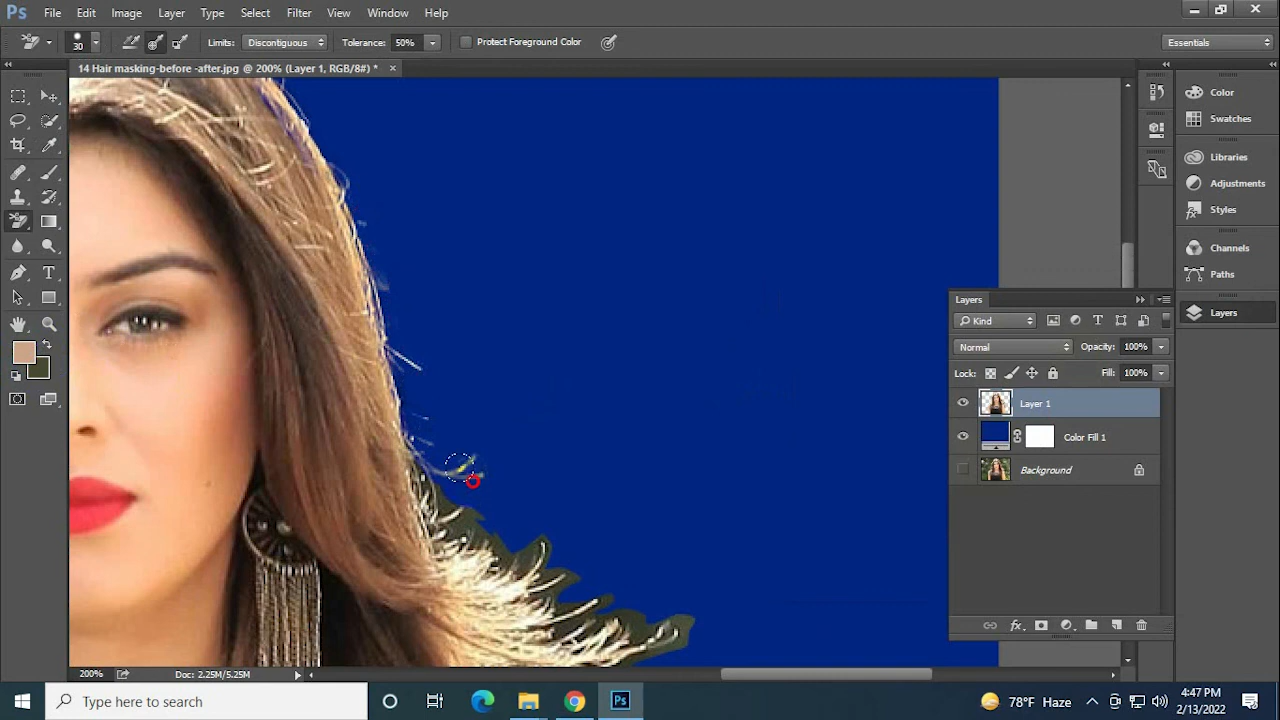 Ps File Edit Image Layer Type Select Filter 3D View Window Help
30 Limits: Discontiguous Tolerance: 50% Protect Foreground Color Essentials
14 Hair masking-before -after.jpg @ 200% (Layer 1, RGB/8#) *
Color
Swatches
Libraries
Adjustments
Styles
Channels
Paths
Layers
Layers
Kind
Normal Opacity: 100%
Lock: Fill: 100%
Layer 1
Color Fill 1
Background
fx
200% Doc: 2.25M/5.25M
Type here to search
Ps
78°F Haze
4:47 PM
2/13/2022